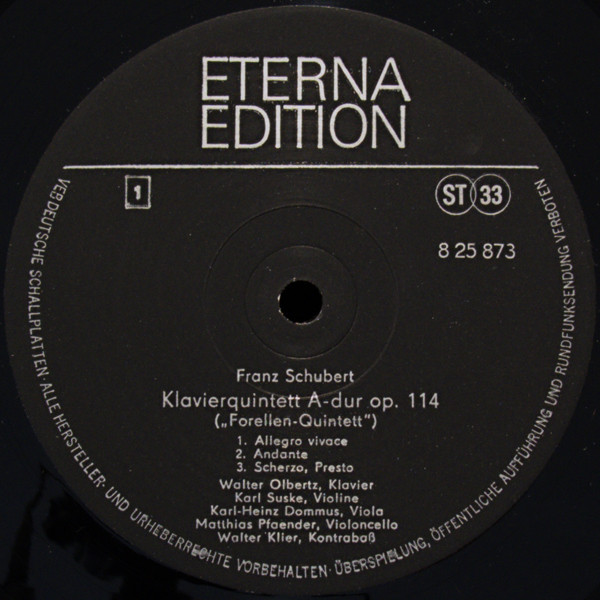 ETERNA
EDITION
1
ST 33
8 25 873
Franz Schubert
Klavierquintett A-dur op. 114
(„Forellen-Quintett“)
1. Allegro vivace
2. Andante
3. Scherzo, Presto
Walter Olbertz, Klavier
Karl Suske, Violine
Karl-Heinz Dommus, Viola
Matthias Pfaender, Violoncello
Walter Klier, Kontrabaß
VEB DEUTSCHE SCHALLPLATTEN · ALLE HERSTELLER- UND URHEBERRECHTE VORBEHALTEN · ÜBERSPIELUNG, ÖFFENTLICHE AUFFÜHRUNG UND RUNDFUNKSENDUNG VERBOTEN